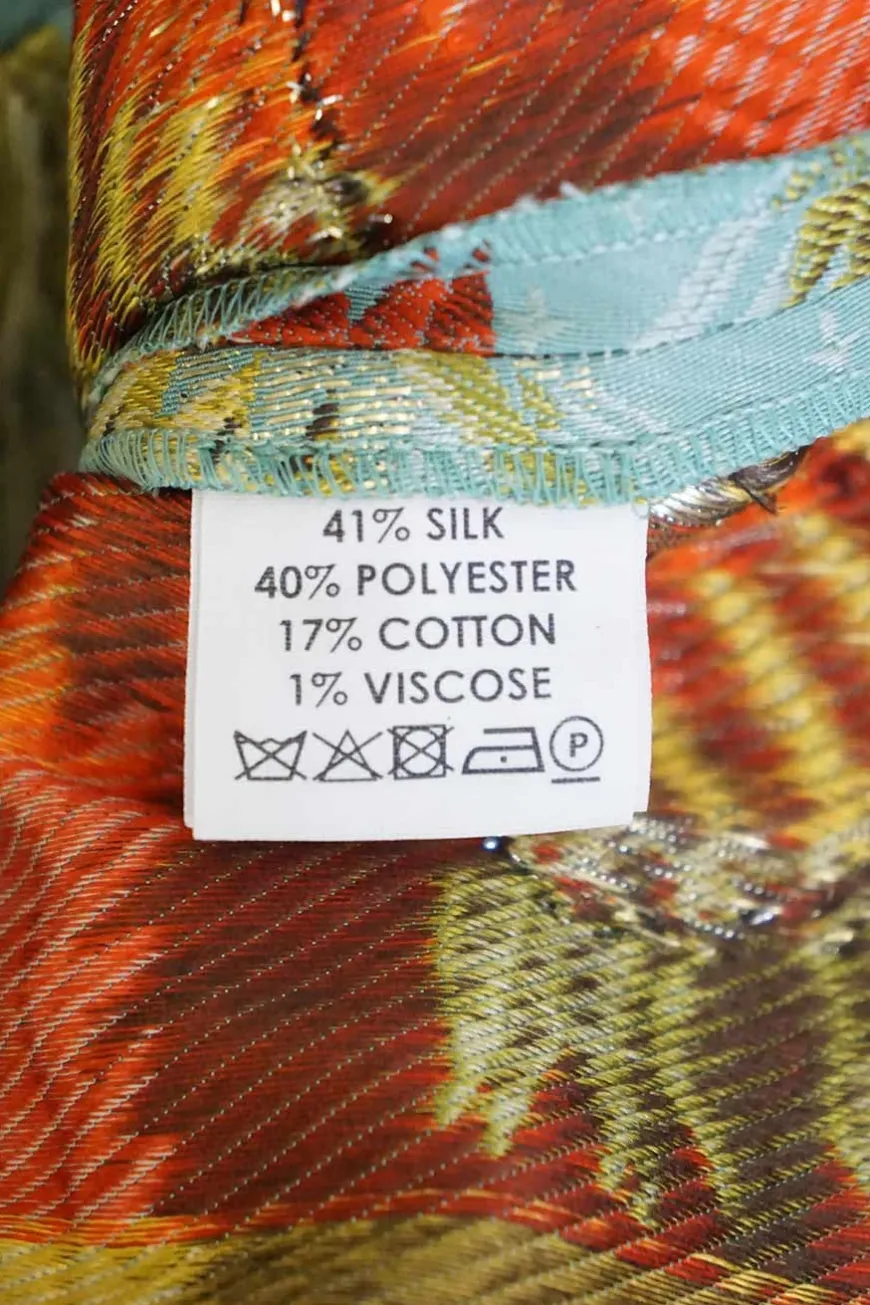 41% SILK
40% POLYESTER
17% COTTON
1% VISCOSE
P